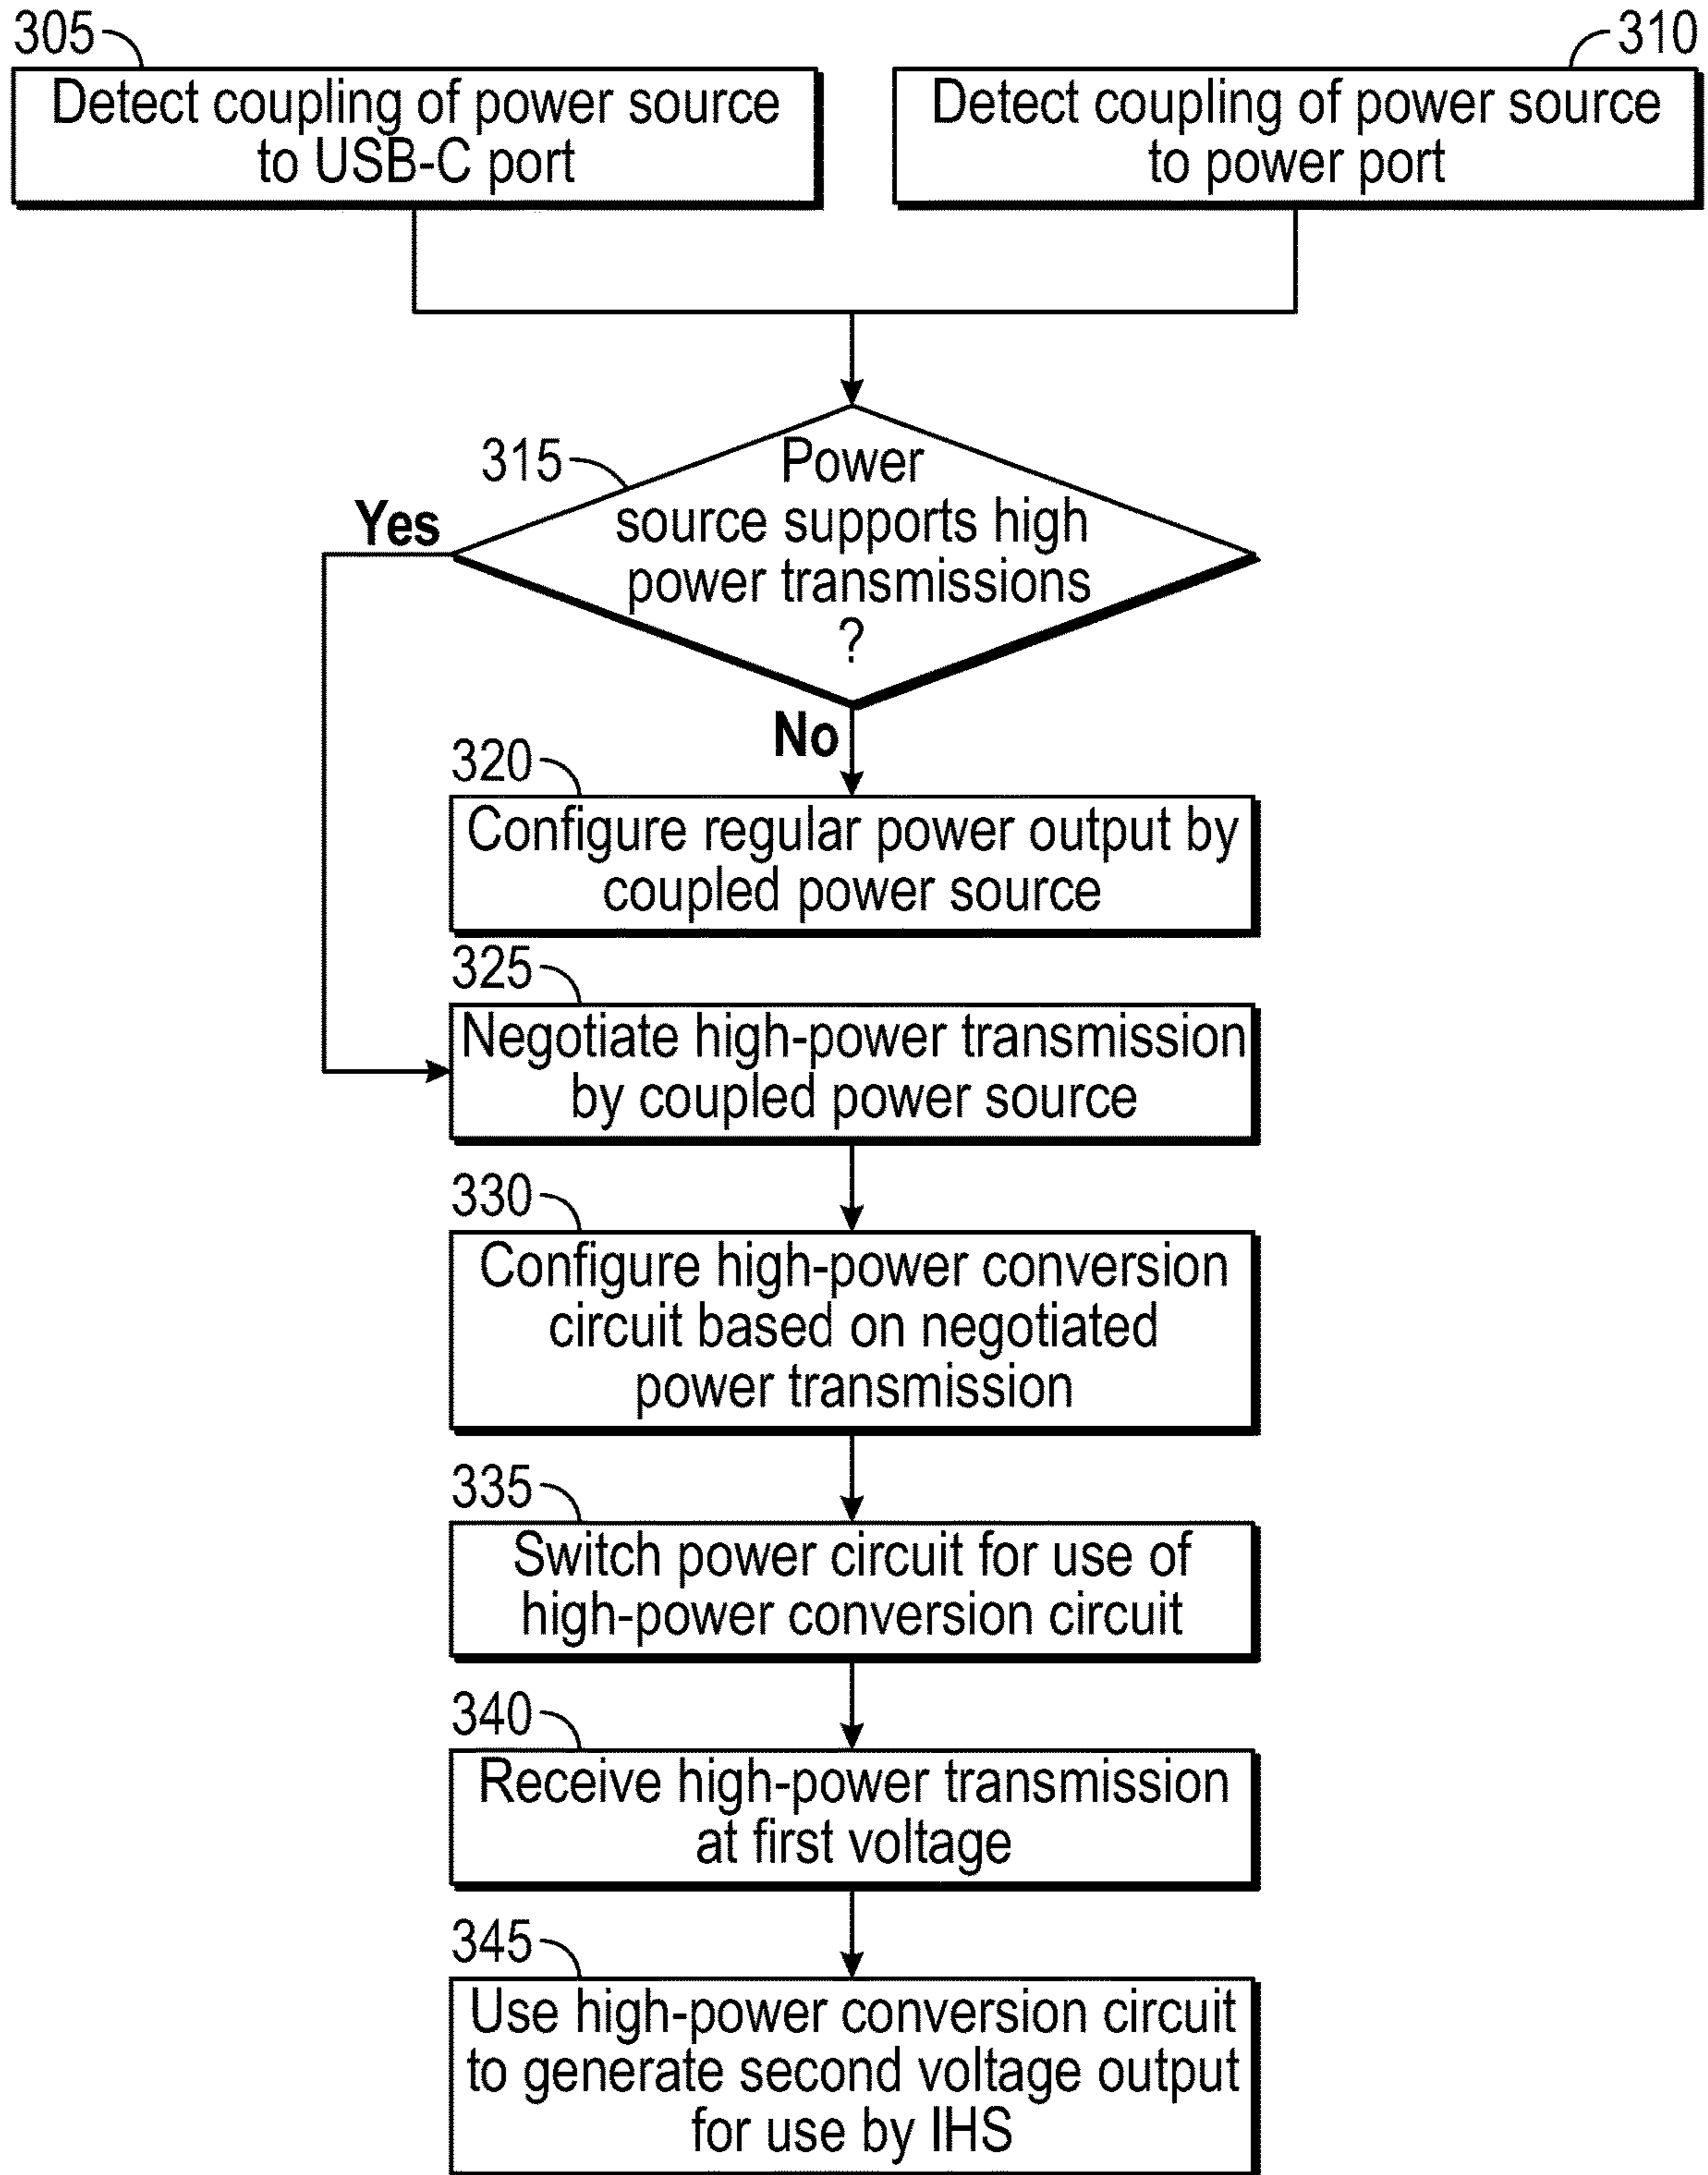 305
310
Detect coupling of power source
to USB-C port
Detect coupling of power source
to power port
315
Power
source supports high
power transmissions
?
Yes
No
320
Configure regular power output by
coupled power source
325
Negotiate high-power transmission
by coupled power source
330
Configure high-power conversion
circuit based on negotiated
power transmission
335
Switch power circuit for use of
high-power conversion circuit
340
Receive high-power transmission
at first voltage
345
Use high-power conversion circuit
to generate second voltage output
for use by IHS